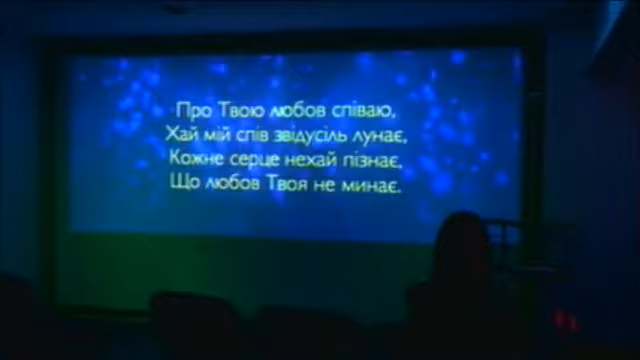 Про Твою любов співаю,
Хай мій спів звідусіль лунає,
Кожне серце нехай пізнає,
Що любов Твоя не минає.